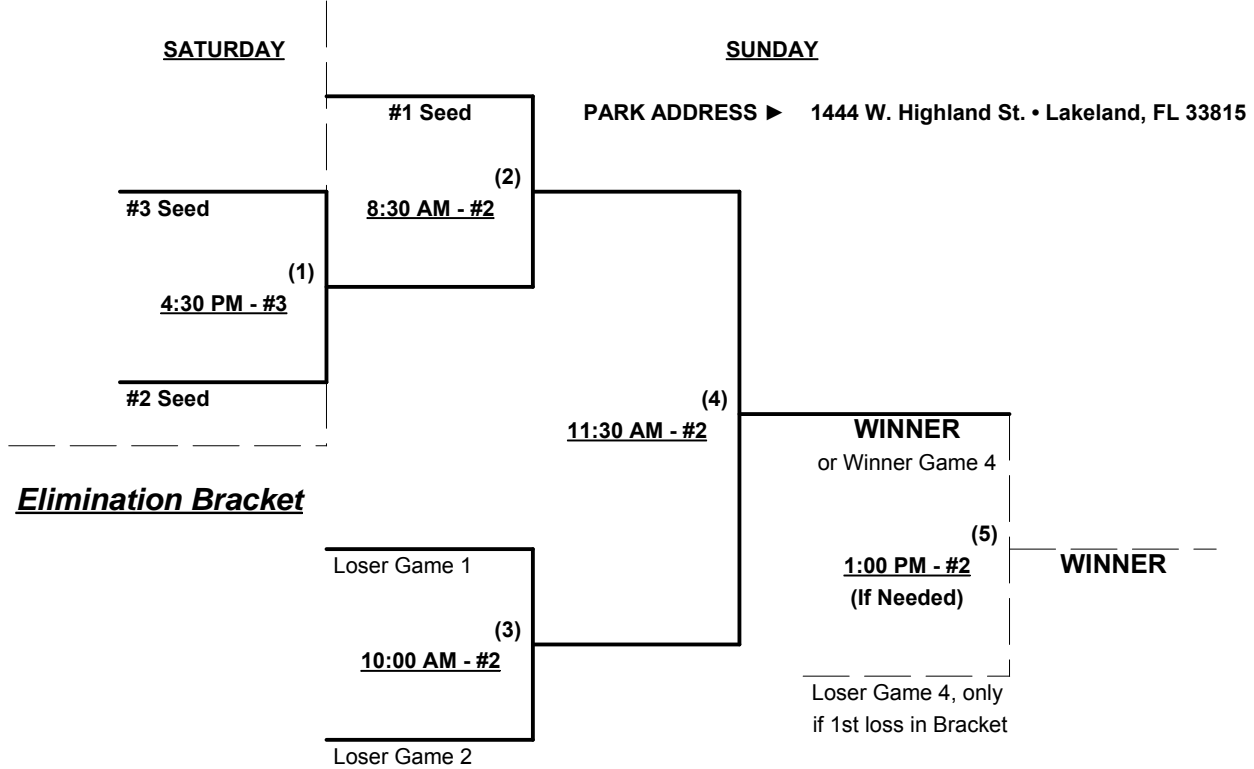 SATURDAY
SUNDAY
#1 Seed
PARK ADDRESS ► 1444 W. Highland St. • Lakeland, FL 33815
(2)
#3 Seed
8:30 AM - #2
(1)
4:30 PM - #3
#2 Seed
(4)
11:30 AM - #2
WINNER
or Winner Game 4
Elimination Bracket
(5)
Loser Game 1
1:00 PM - #2
WINNER
(If Needed)
(3)
10:00 AM - #2
Loser Game 4, only
if 1st loss in Bracket
Loser Game 2